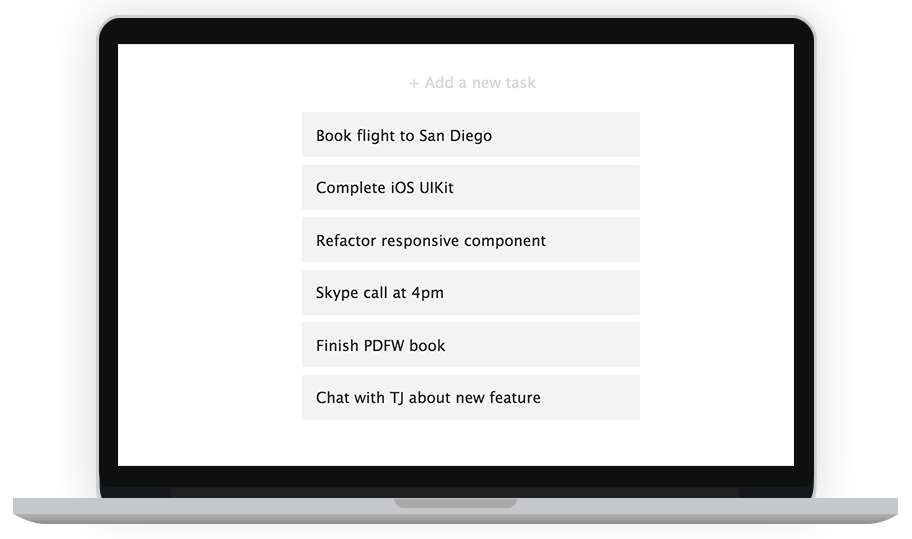 + Add a new task
Book flight to San Diego
Complete iOS UIKit
Refactor responsive component
Skype call at 4pm
Finish PDFW book
Chat with TJ about new feature